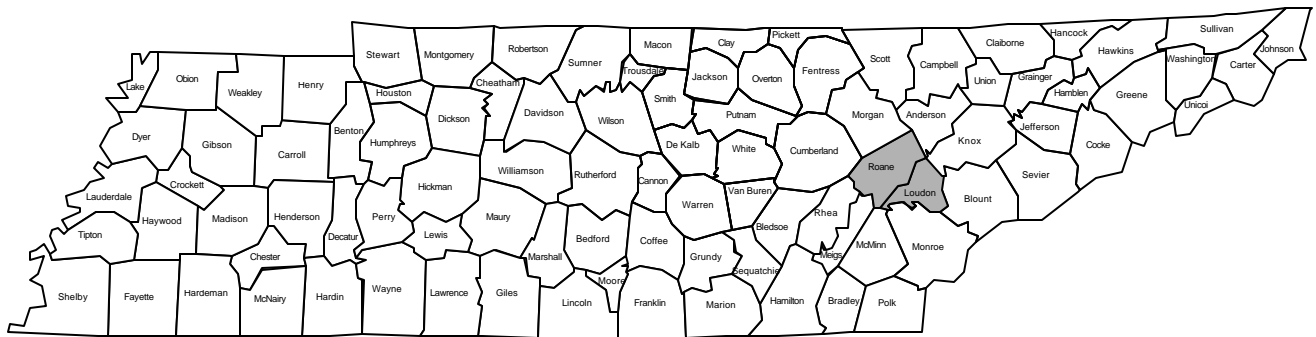 Hancock
Sullivan
Pickett
Stewart
Montgomery
Robertson
Macon
Clay
Claiborne
Hawkins
Johnson
Sumner
Scott
Campbell
Washington
Carter
Obion
Trousdale
Jackson
Overton
Fentress
Union
Grainger
Lake
Weakley
Henry
Houston
Cheatham
Smith
Hamblen
Greene
Unicoi
Davidson
Wilson
Putnam
Morgan
Anderson
Dickson
Jefferson
Dyer
Gibson
Benton
Humphreys
De Kalb
White
Cumberland
Knox
Cocke
Carroll
Williamson
Rutherford
Roane
Sevier
Crockett
Hickman
Cannon
Van Buren
Loudon
Blount
Lauderdale
Haywood
Madison
Henderson
Perry
Maury
Warren
Rhea
Tipton
Decatur
Lewis
Bedford
Coffee
Bledsoe
McMinn
Monroe
Chester
Marshall
Grundy
Meigs
Sequatchie
Moore
Shelby
Fayette
Hardeman
McNairy
Hardin
Wayne
Lawrence
Giles
Lincoln
Franklin
Marion
Hamilton
Bradley
Polk